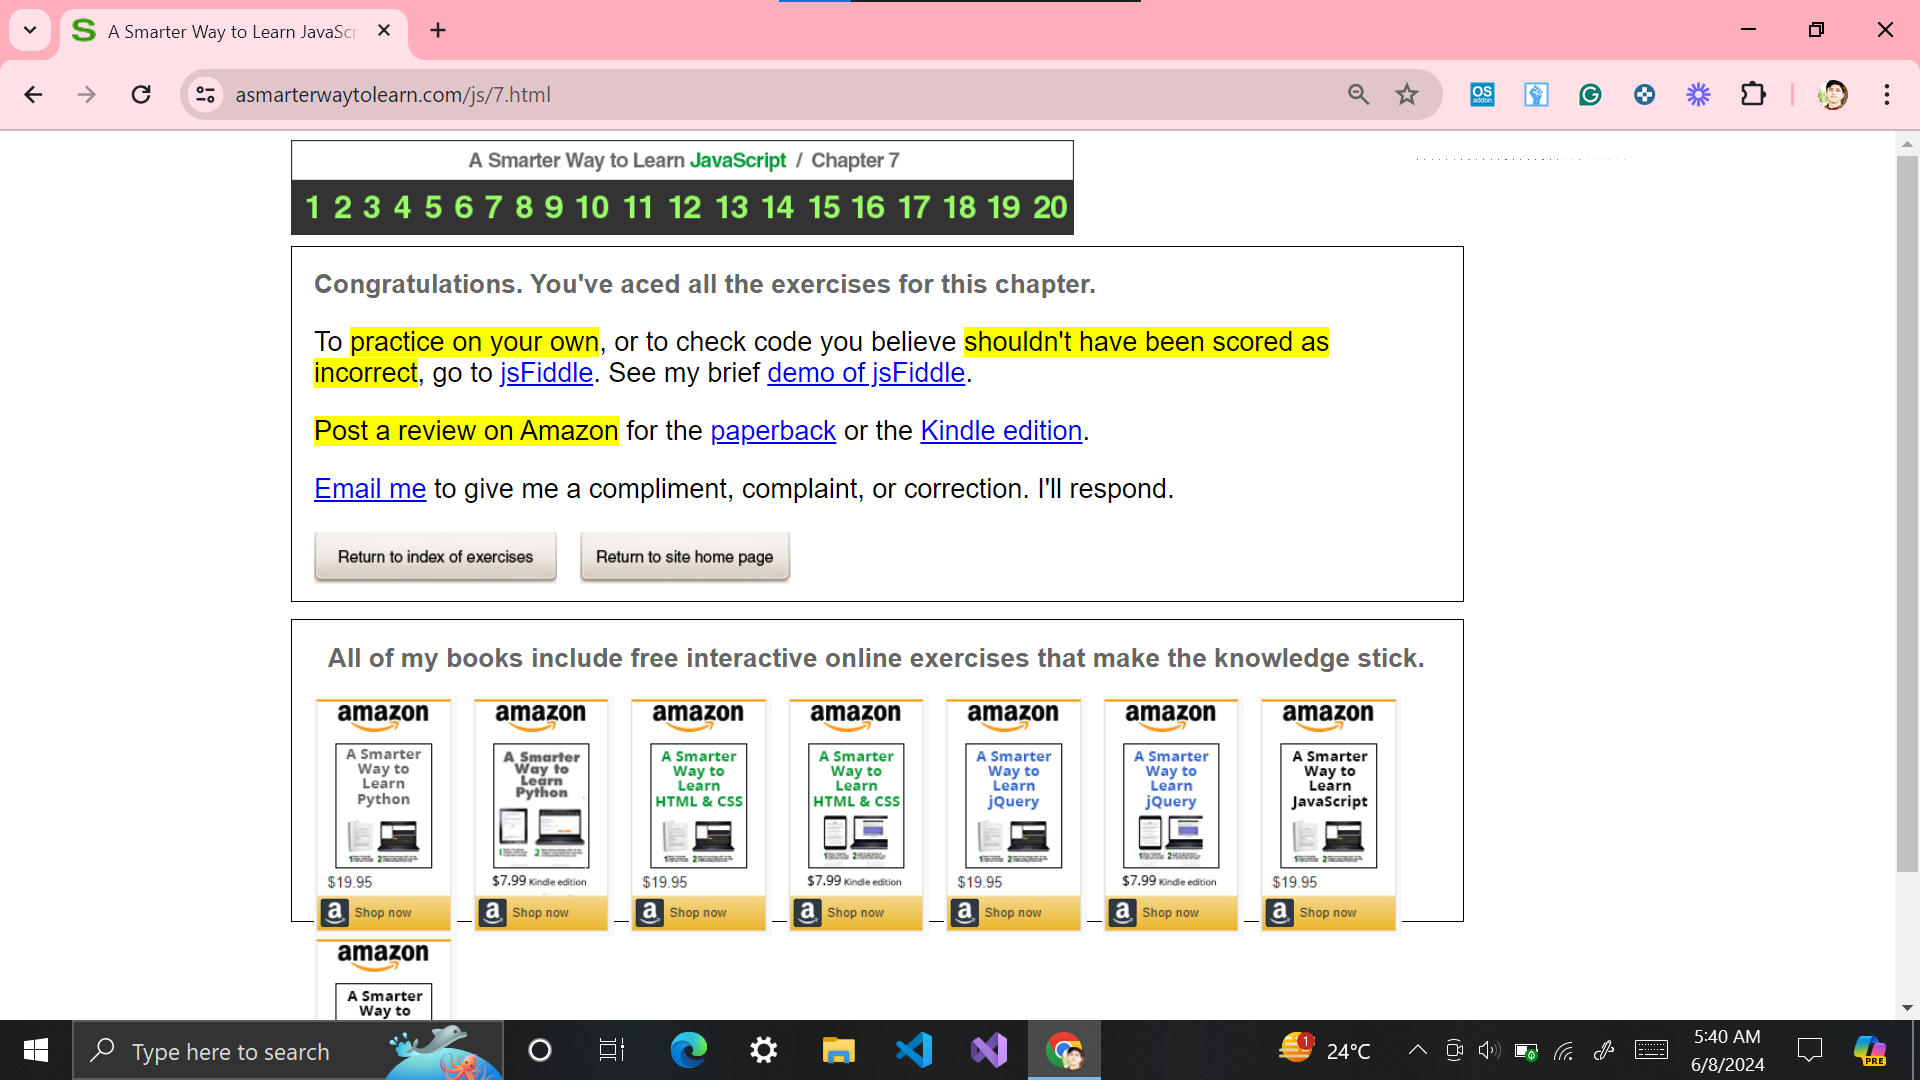 A Smarter Way to Learn JavaScr
asmarterwaytolearn.com/js/7.html
A Smarter Way to Learn JavaScript / Chapter 7
1 2 3 4 5 6 7 8 9 10 11 12 13 14 15 16 17 18 19 20
Congratulations. You've aced all the exercises for this chapter.
To practice on your own, or to check code you believe shouldn't have been scored as
incorrect, go to jsFiddle. See my brief demo of jsFiddle.
Post a review on Amazon for the paperback or the Kindle edition.
Email me to give me a compliment, complaint, or correction. I'll respond.
Return to index of exercises
Return to site home page
All of my books include free interactive online exercises that make the knowledge stick.
amazon
A Smarter
Way to
Learn
Python
$19.95
Shop now
amazon
A Smarter
Way to
Learn
Python
$7.99 Kindle edition
Shop now
amazon
A Smarter
Way to
Learn
HTML & CSS
$19.95
Shop now
amazon
A Smarter
Way to
Learn
HTML & CSS
$7.99 Kindle edition
Shop now
amazon
A Smarter
Way to
Learn
jQuery
$19.95
Shop now
amazon
A Smarter
Way to
Learn
jQuery
$7.99 Kindle edition
Shop now
amazon
A Smarter
Way to
Learn
JavaScript
$19.95
Shop now
amazon
A Smarter
Way to
Type here to search
1
24°C
5:40 AM
6/8/2024
PRE
OS
addon